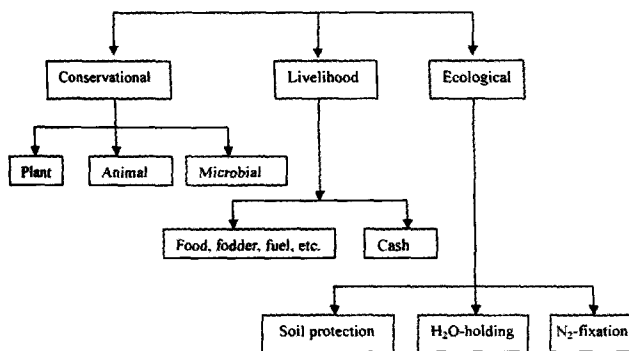 Conservational
Livelihood
Ecological
Plant
Animal
Microbial
Food, fodder, fuel, etc.
Cash
Soil protection
H₂O-holding
N₂-fixation